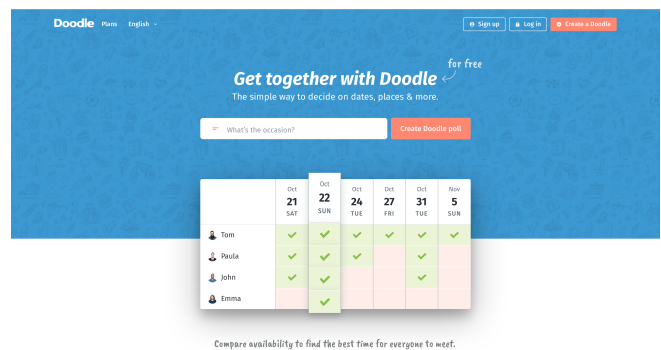 Doodle Plans English Sign up Log in Create a Doodle
for free
Get together with Doodle
The simple way to decide on dates, places & more.
What's the occasion? Create Doodle poll
Oct Oct Oct Oct Oct Nov
21 22 24 27 31 5
SAT SUN TUE FRI TUE SUN
Tom
Paula
John
Emma
Compare availability to find the best time for everyone to meet.